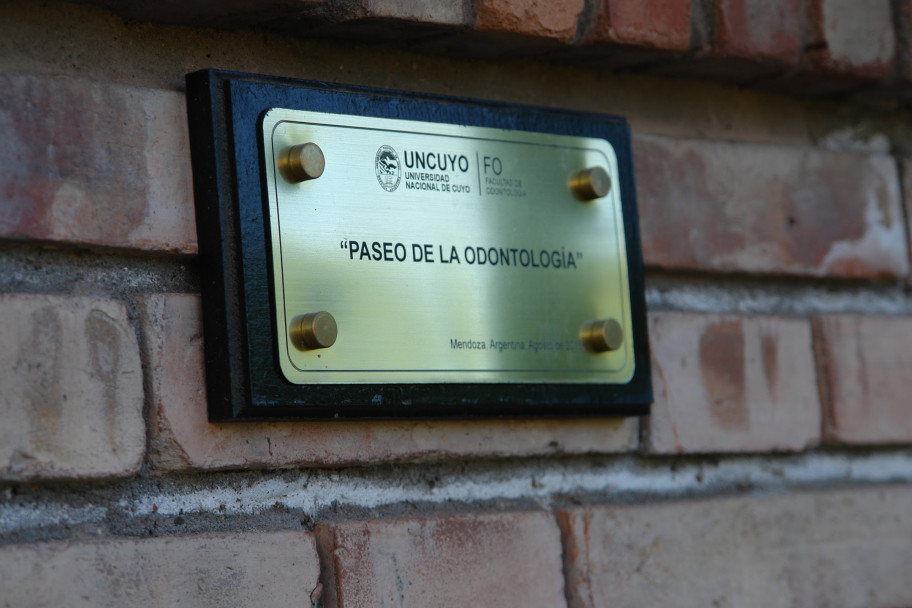 UNCUYO
UNIVERSIDAD
NACIONAL DE CUYO
FO
FACULTAD DE
ODONTOLOGÍA
“PASEO DE LA ODONTOLOGÍA”
Mendoza, Argentina, Agosto de